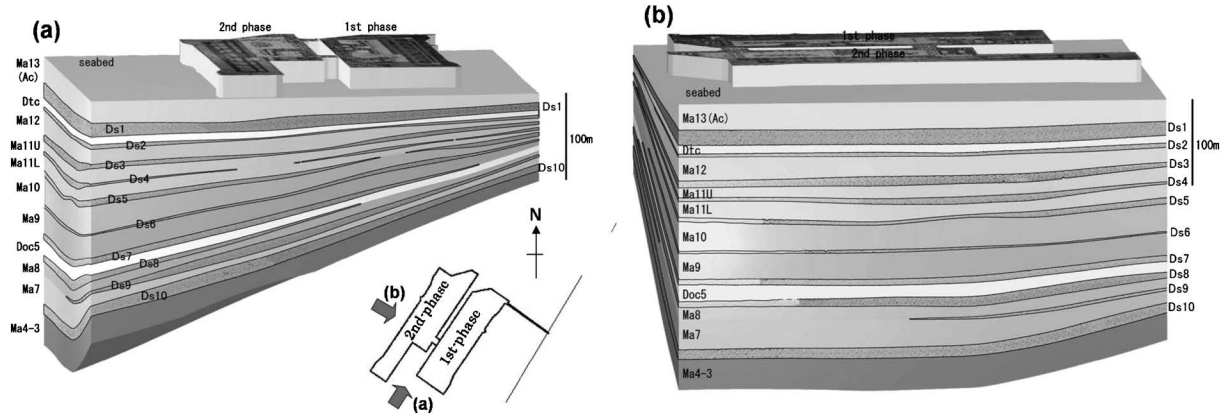 (a)
2nd phase
1st phase
seabed
Ma13
(Ac)
Dtc
Ma12
Ma11U
Ma11L
Ma10
Ma9
Doc5
Ma8
Ma7
Ma4-3
Ds1
Ds2
Ds3
Ds4
Ds5
Ds6
Ds7
Ds8
Ds9
Ds10
Ds1
100m
Ds10
N
(b)
2nd-phase
1st-phase
(a)
(b)
1st phase
2nd phase
seabed
Ma13(Ac)
Dtc
Ma12
Ma11U
Ma11L
Ma10
Ma9
Doc5
Ma8
Ma7
Ma4-3
Ds1
Ds2
100m
Ds3
Ds4
Ds5
Ds6
Ds7
Ds8
Ds9
Ds10